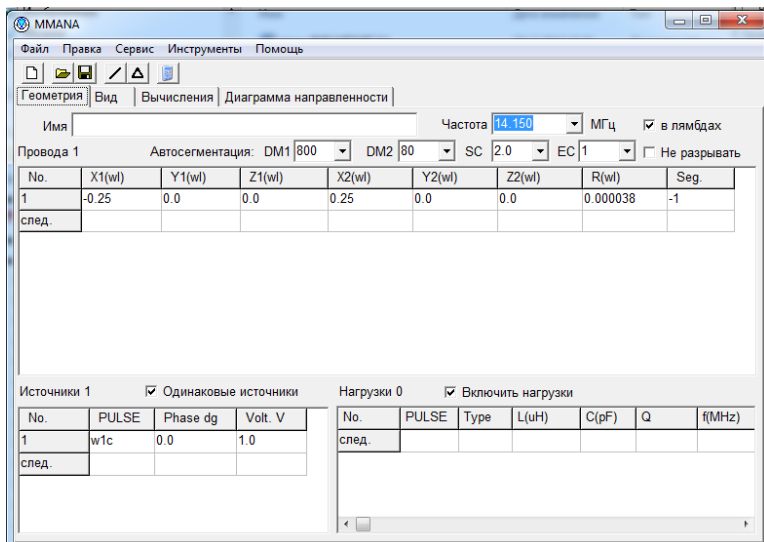 MMANA
Файл Правка Сервис Инструменты Помощь
Геометрия Вид Вычисления Диаграмма направленности
Имя Частота 14.150 МГц в лямбдах
Провода 1 Автосегментация: DM1 800 DM2 80 SC 2.0 EC 1 Не разрывать
No. X1(wl) Y1(wl) Z1(wl) X2(wl) Y2(wl) Z2(wl) R(wl) Seg.
1 -0.25 0.0 0.0 0.25 0.0 0.0 0.000038 -1
след.
Источники 1 Одинаковые источники Нагрузки 0 Включить нагрузки
No. PULSE Phase dg Volt. V No. PULSE Type L(uH) C(pF) Q f(MHz)
1 w1c 0.0 1.0 след.
след.